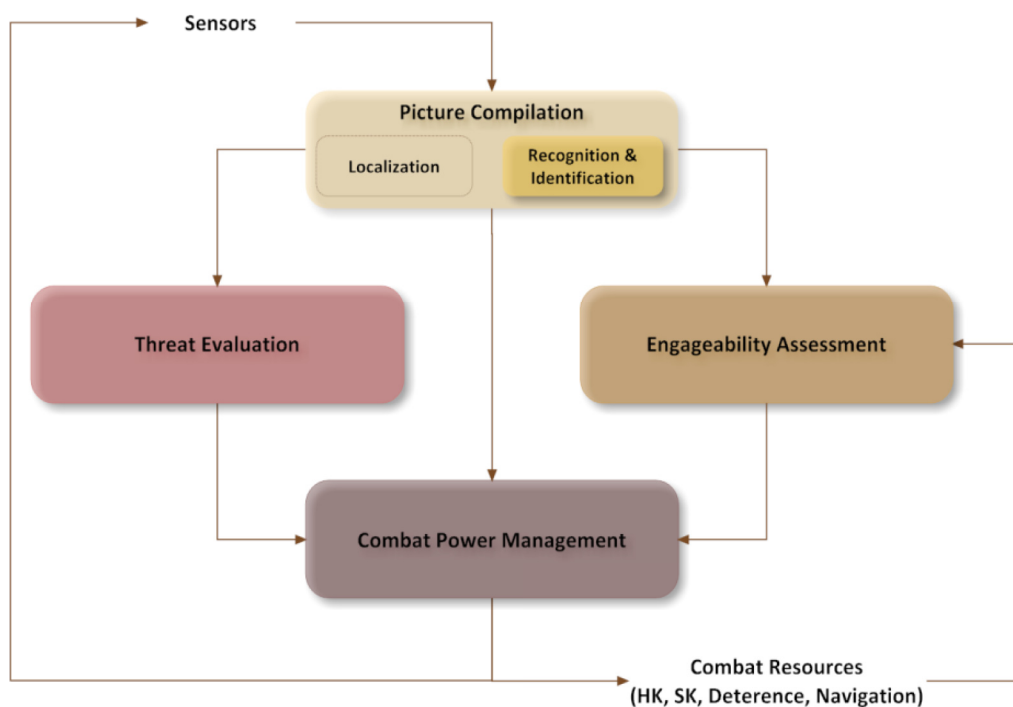 Sensors
Picture Compilation
Localization
Recognition &
Identification
Threat Evaluation
Engageability Assessment
Combat Power Management
Combat Resources
(HK, SK, Deterence, Navigation)